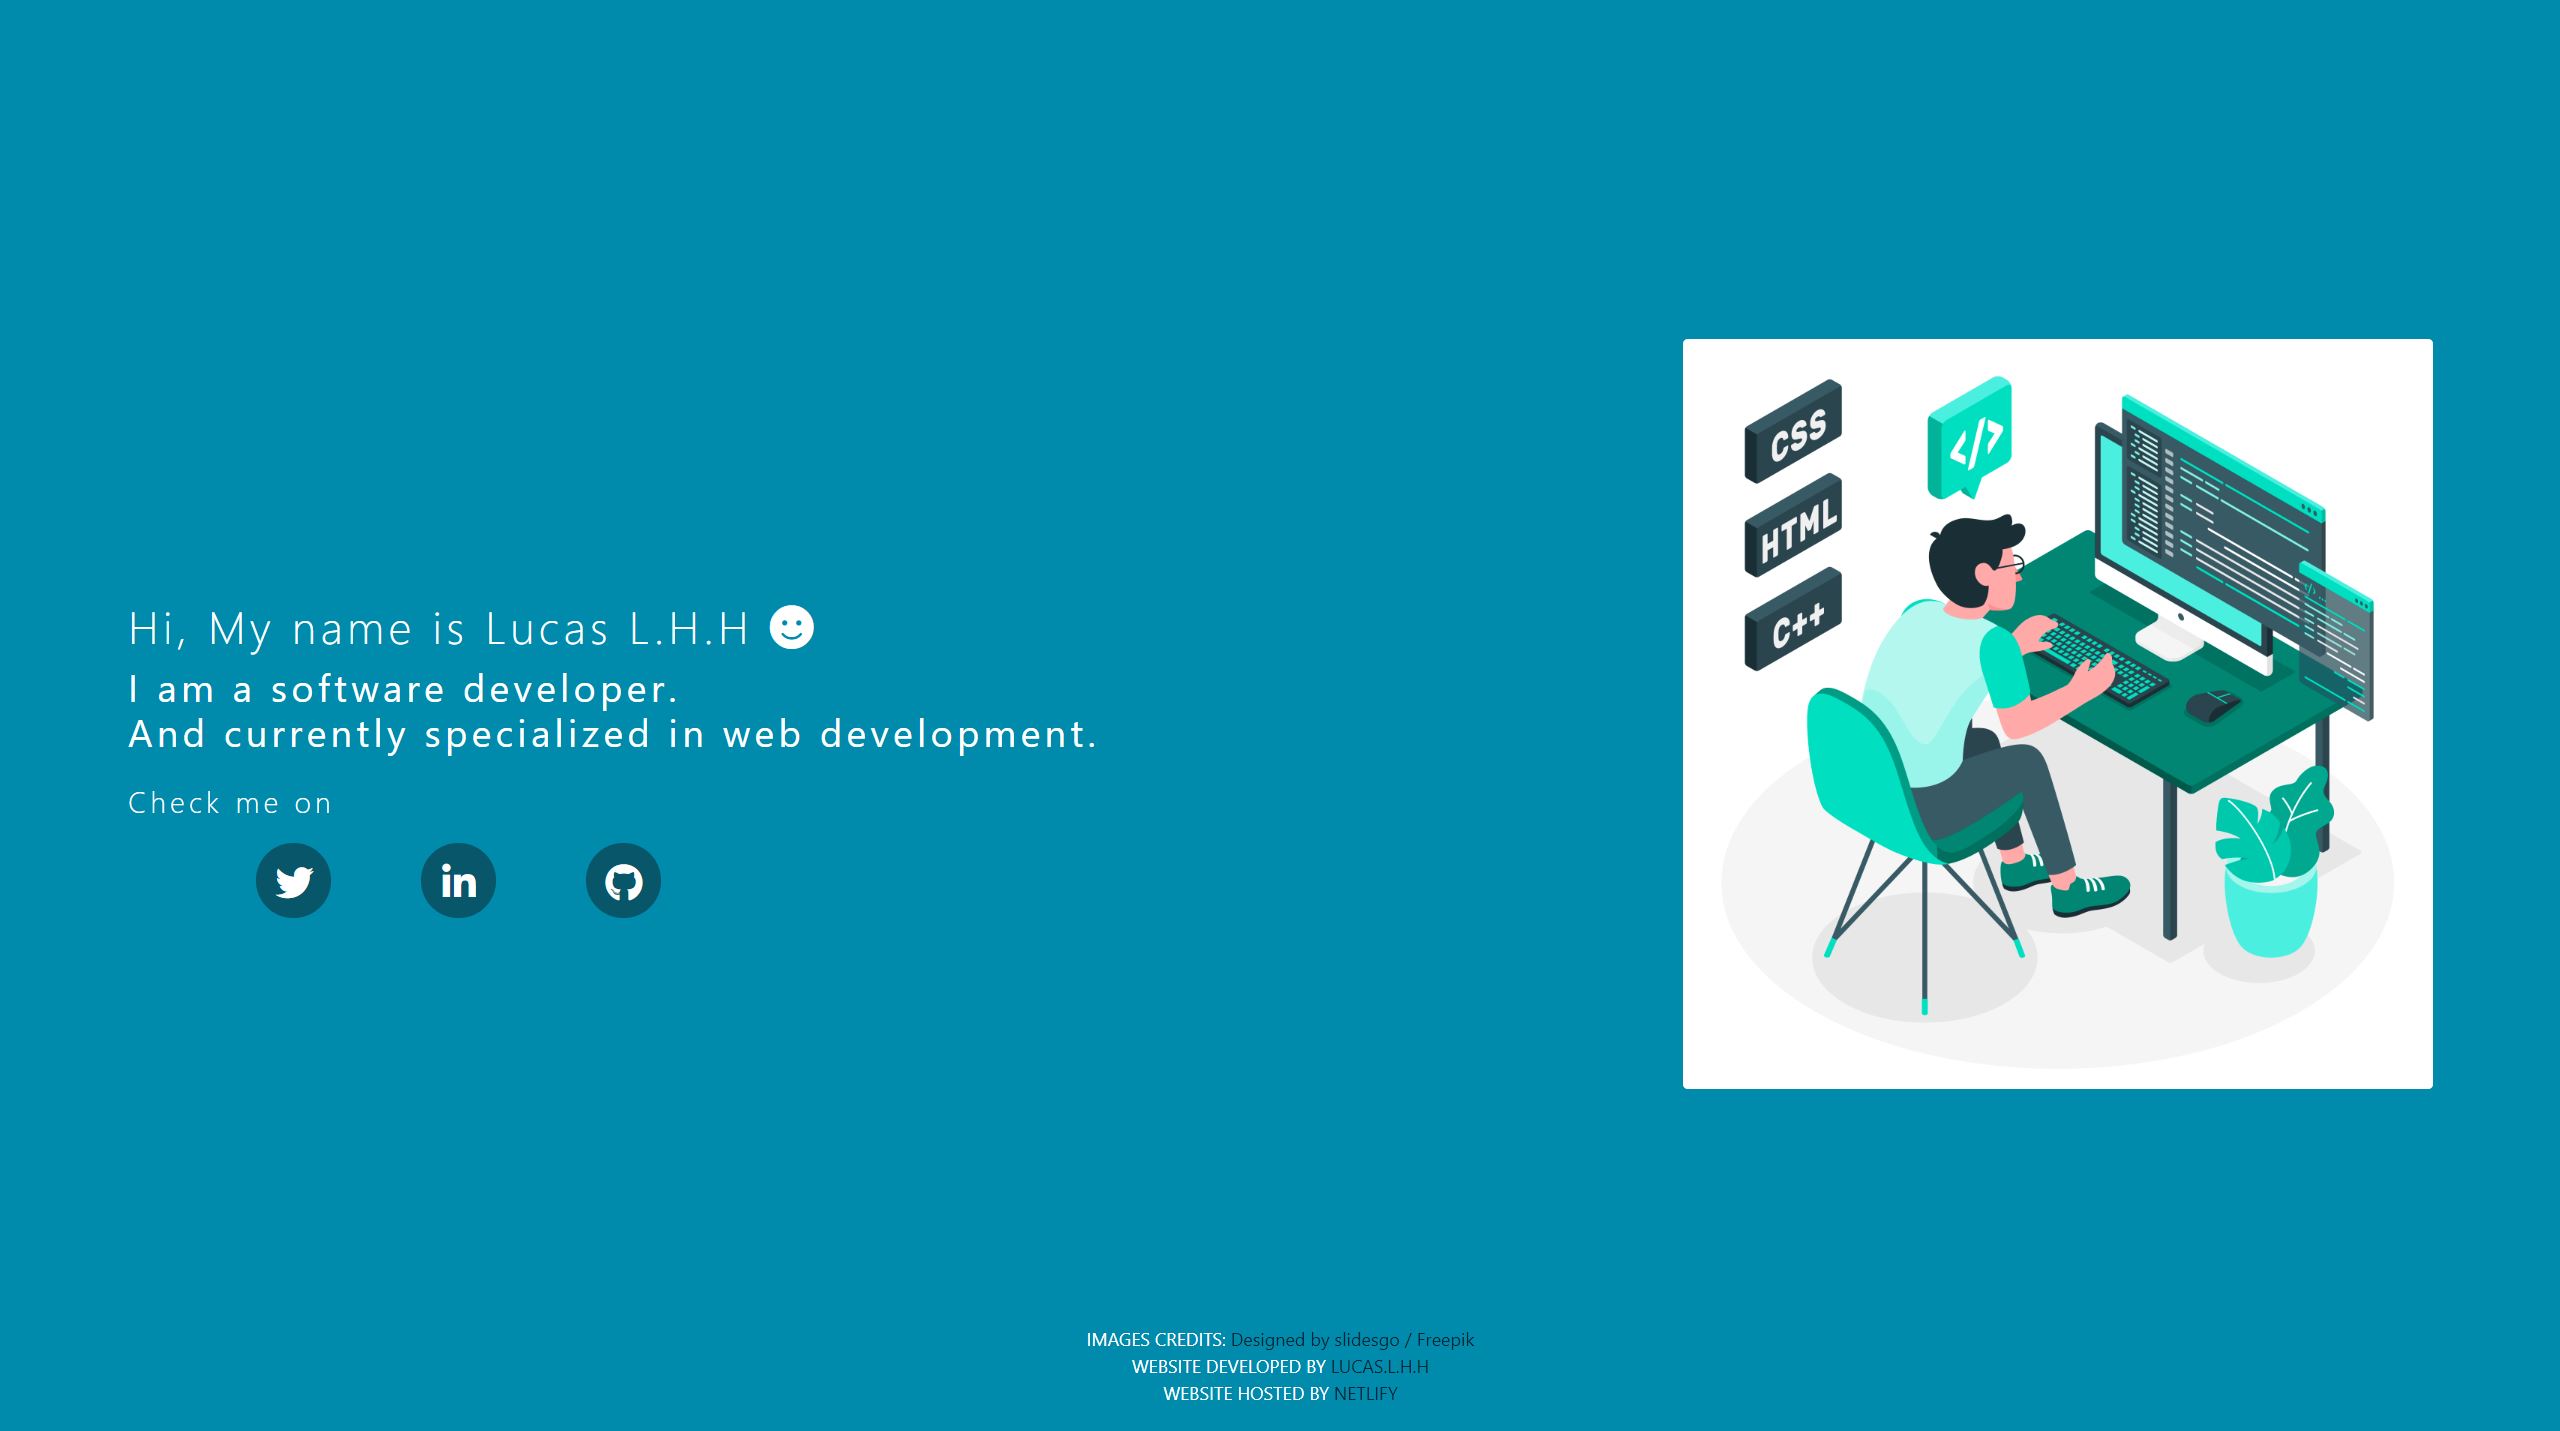 Hi, My name is Lucas L.H.H
I am a software developer.
And currently specialized in web development.
Check me on
in
CSS
</>
HTML
C++
IMAGES CREDITS: Designed by slidesgo / Freepik
WEBSITE DEVELOPED BY LUCAS.L.H.H
WEBSITE HOSTED BY NETLIFY